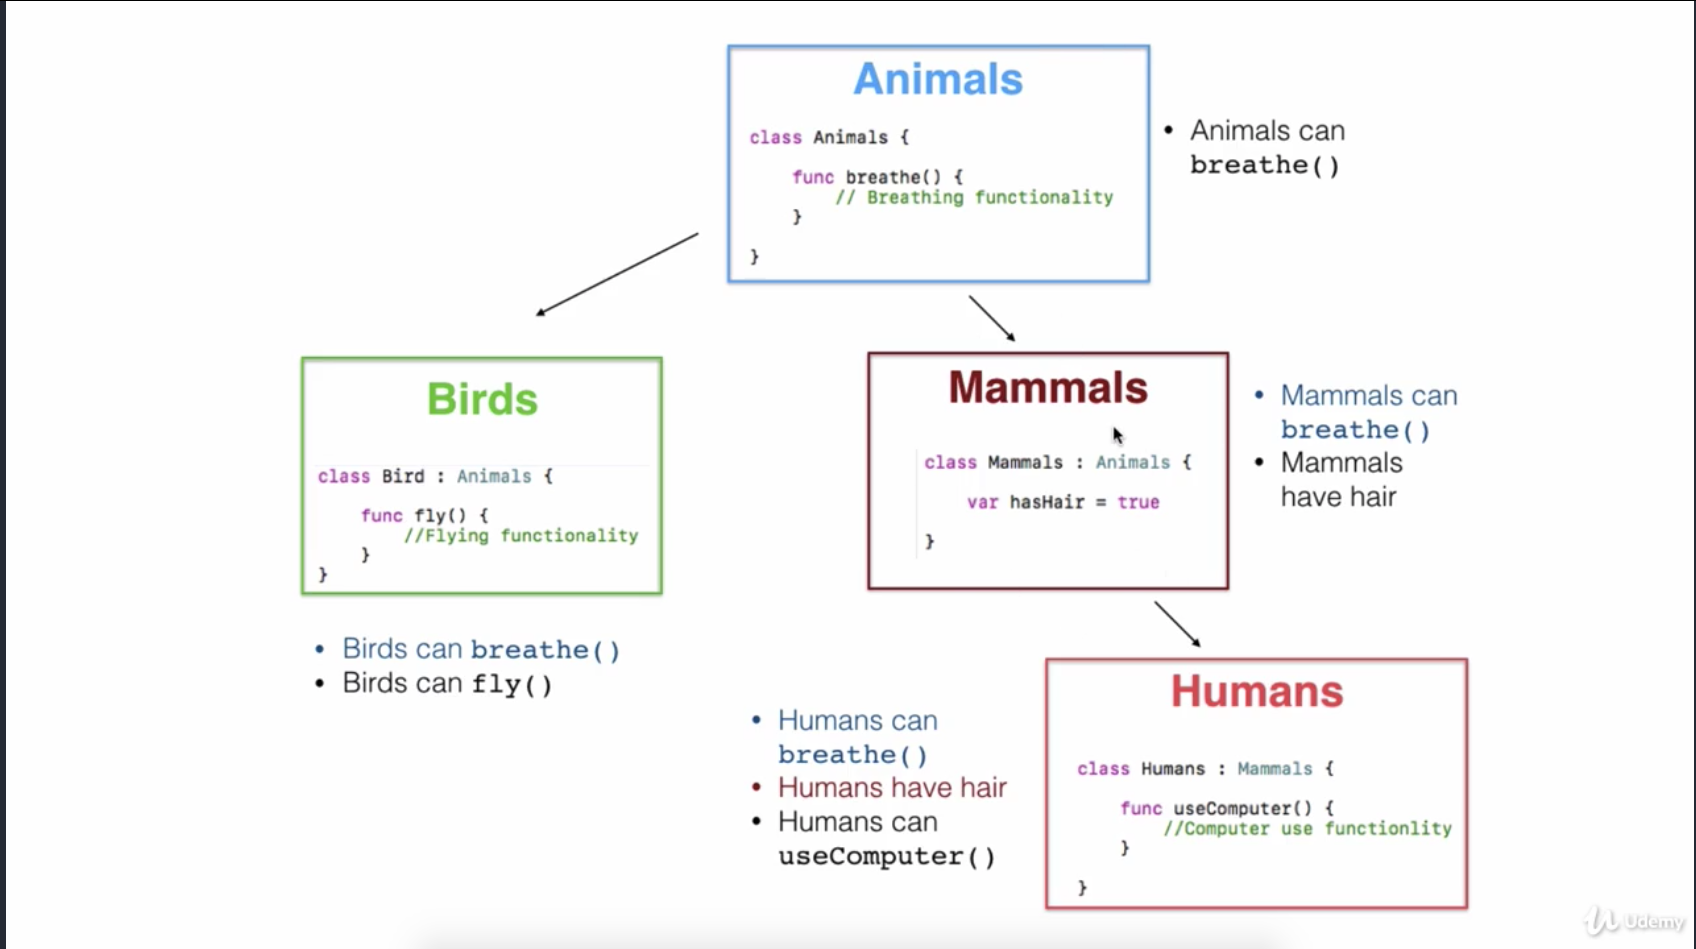 Animals
class Animals {
func breathe() {
// Breathing functionality
}
}
• Animals can
breathe()
Birds
class Bird : Animals {
func fly() {
//Flying functionality
}
}
• Birds can breathe()
• Birds can fly()
Mammals
class Mammals : Animals {
var hasHair = true
}
• Mammals can
breathe()
• Mammals
have hair
Humans
class Humans : Mammals {
func useComputer() {
//Computer use functionlity
}
}
• Humans can
breathe()
• Humans have hair
• Humans can
useComputer()
Udemy